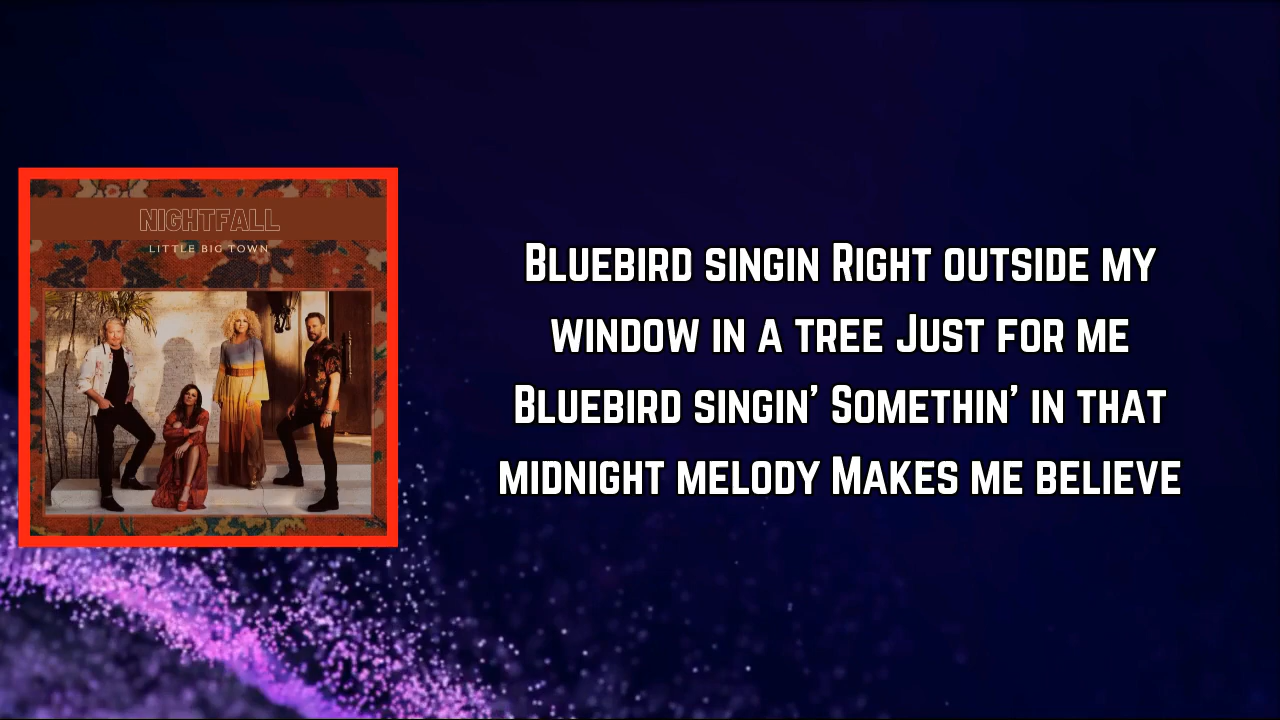 NIGHTFALL
LITTLE BIG TOWN
Bluebird singin Right outside my
window in a tree Just for me
Bluebird singin’ Somethin’ in that
midnight melody Makes me believe